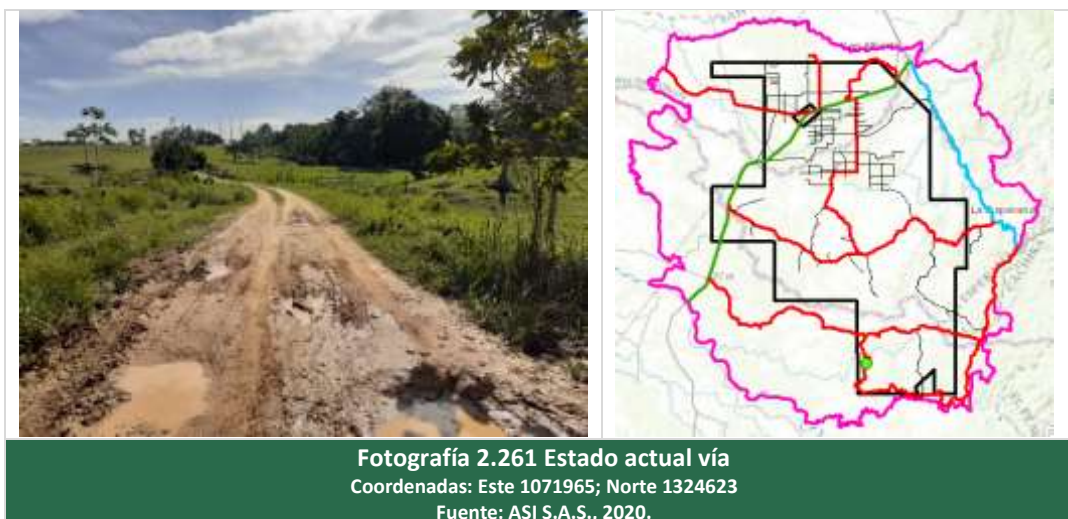 Fotografía 2.261 Estado actual vía
Coordenadas: Este 1071965; Norte 1324623
Fuente: ASI S.A.S., 2020.